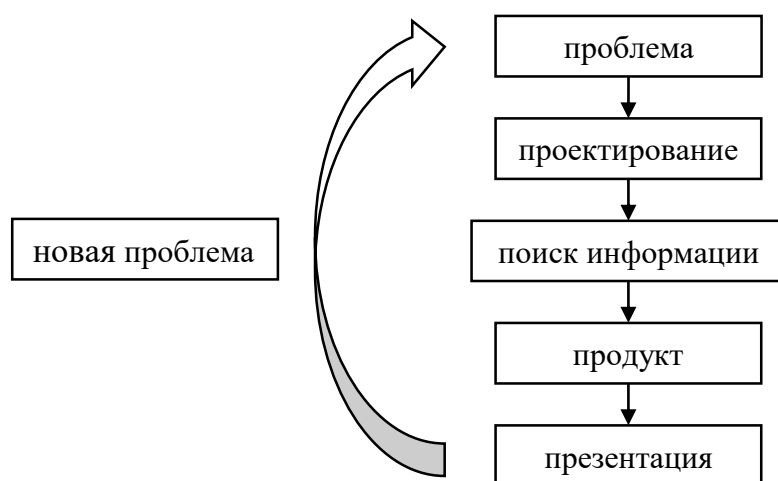 проблема
проектирование
новая проблема
поиск информации
продукт
презентация